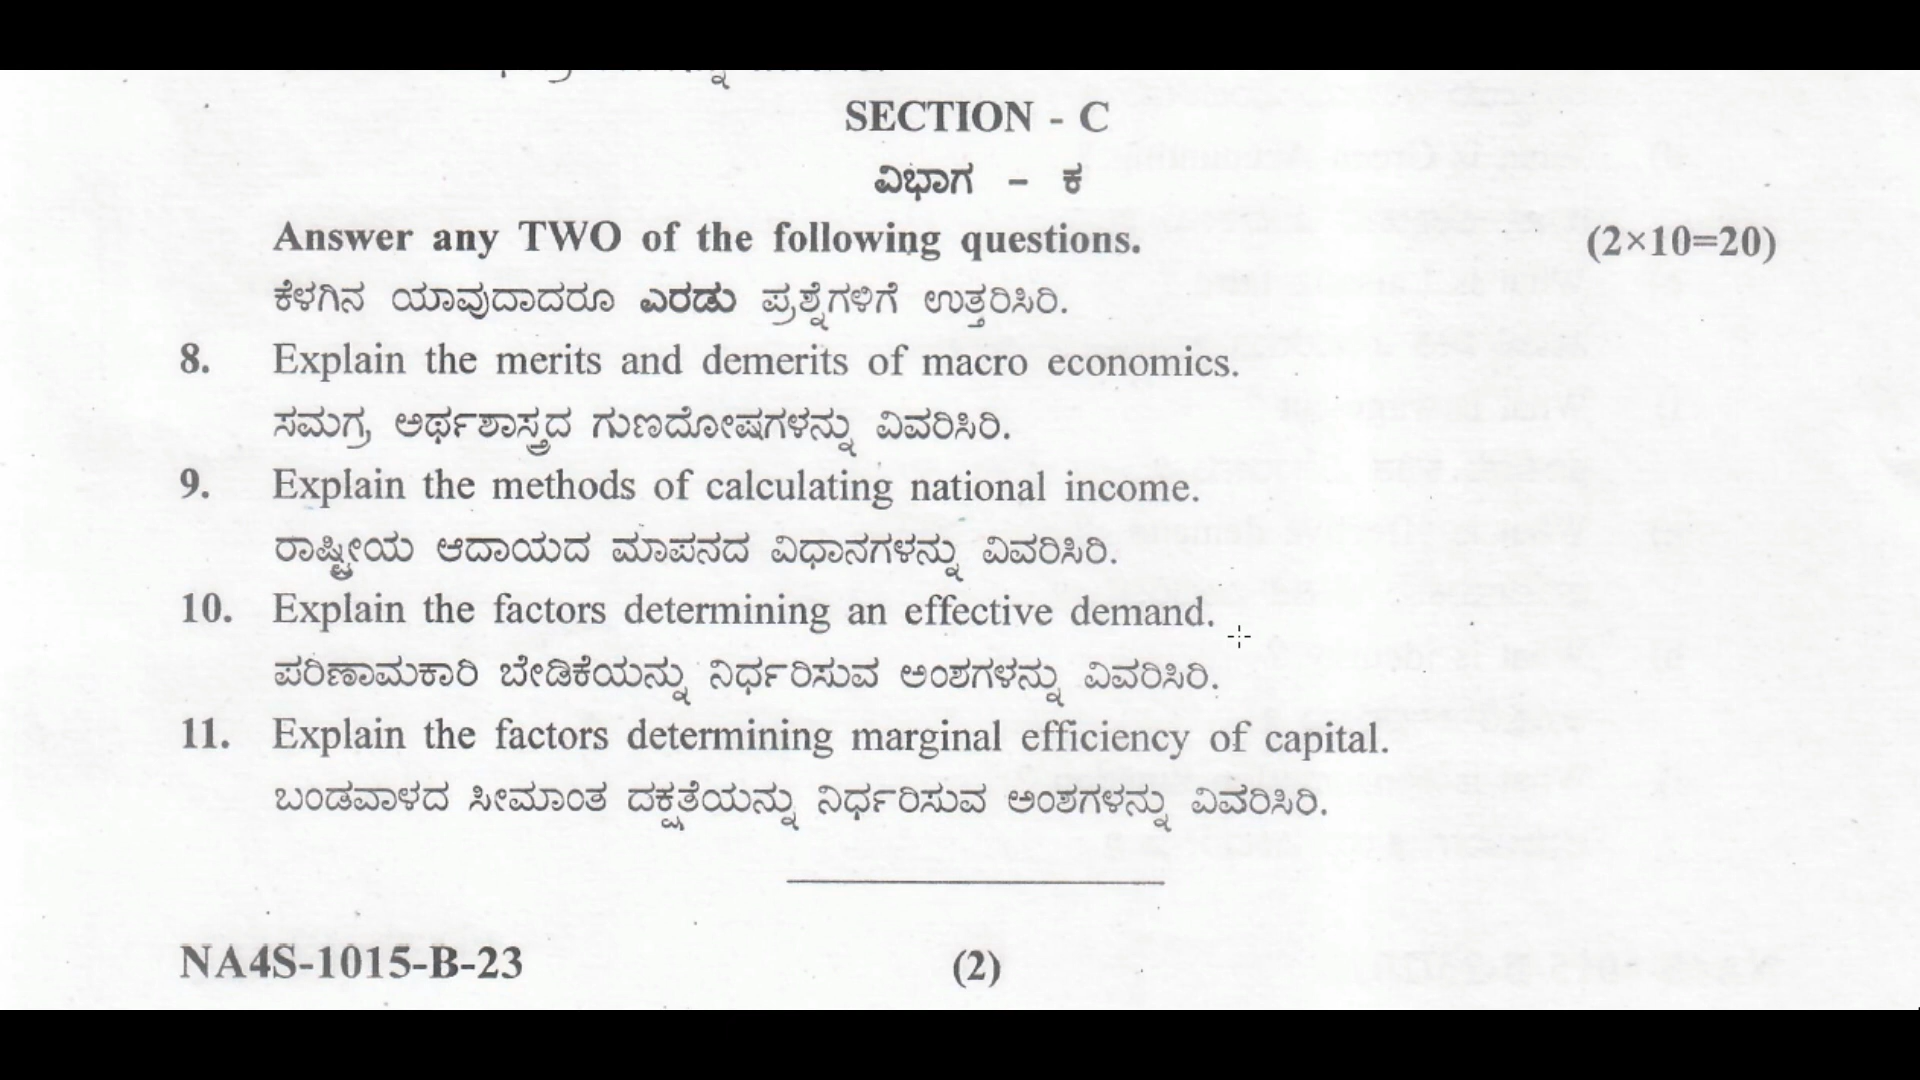 SECTION - C
ವಿಭಾಗ - ಕ
Answer any TWO of the following questions. (2×10=20)
ಕೆಳಗಿನ ಯಾವುದಾದರೂ ಎರಡು ಪ್ರಶ್ನೆಗಳಿಗೆ ಉತ್ತರಿಸಿರಿ.
8. Explain the merits and demerits of macro economics.
ಸಮಗ್ರ ಅರ್ಥಶಾಸ್ತ್ರದ ಗುಣದೋಷಗಳನ್ನು ವಿವರಿಸಿರಿ.
9. Explain the methods of calculating national income.
ರಾಷ್ಟ್ರೀಯ ಆದಾಯದ ಮಾಪನದ ವಿಧಾನಗಳನ್ನು ವಿವರಿಸಿರಿ.
10. Explain the factors determining an effective demand.
ಪರಿಣಾಮಕಾರಿ ಬೇಡಿಕೆಯನ್ನು ನಿರ್ಧರಿಸುವ ಅಂಶಗಳನ್ನು ವಿವರಿಸಿರಿ.
11. Explain the factors determining marginal efficiency of capital.
ಬಂಡವಾಳದ ಸೀಮಾಂತ ದಕ್ಷತೆಯನ್ನು ನಿರ್ಧರಿಸುವ ಅಂಶಗಳನ್ನು ವಿವರಿಸಿರಿ.
NA4S-1015-B-23 (2)